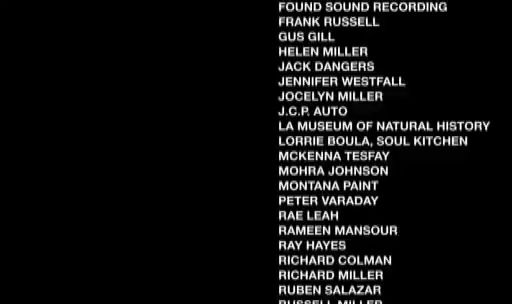 FOUND SOUND RECORDING
FRANK RUSSELL
GUS GILL
HELEN MILLER
JACK DANGERS
JENNIFER WESTFALL
JOCELYN MILLER
J.C.P. AUTO
LA MUSEUM OF NATURAL HISTORY
LORRIE BOULA, SOUL KITCHEN
MCKENNA TESFAY
MOHRA JOHNSON
MONTANA PAINT
PETER VARADAY
RAE LEAH
RAMEEN MANSOUR
RAY HAYES
RICHARD COLMAN
RICHARD MILLER
RUBEN SALAZAR
RUSSELL MILLER